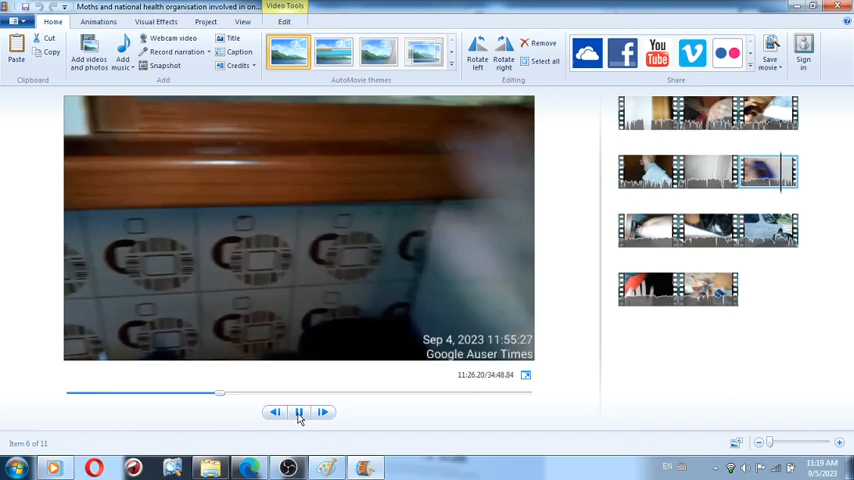 Moths and national health organisation involved in on...
Video Tools
Home
Animations
Visual Effects
Project
View
Edit
Paste
Cut
Copy
Clipboard
Add videos
and photos
Add
music
Webcam video
Record narration
Snapshot
Title
Caption
Credits
Add
AutoMovie themes
Rotate
left
Rotate
right
Remove
Select all
Editing
f
You
Tube
V
Share
Save
movie
Sign
in
Sep 4, 2023 11:55:27
Google Auser Times
11:26.20/34:48.84
Item 6 of 11
EN
11:19 AM
9/5/2023